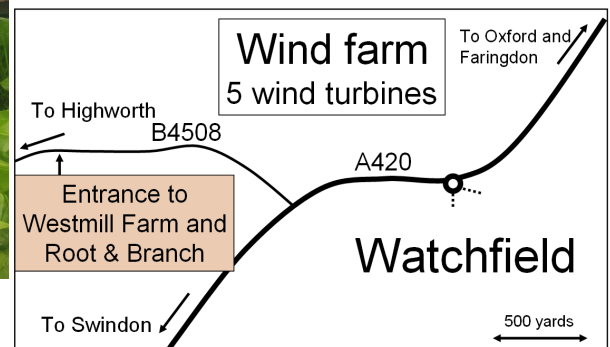 Wind farm
5 wind turbines
To Oxford and
Faringdon
To Highworth
B4508
A420
Entrance to
Westmill Farm and
Root & Branch
Watchfield
To Swindon
500 yards